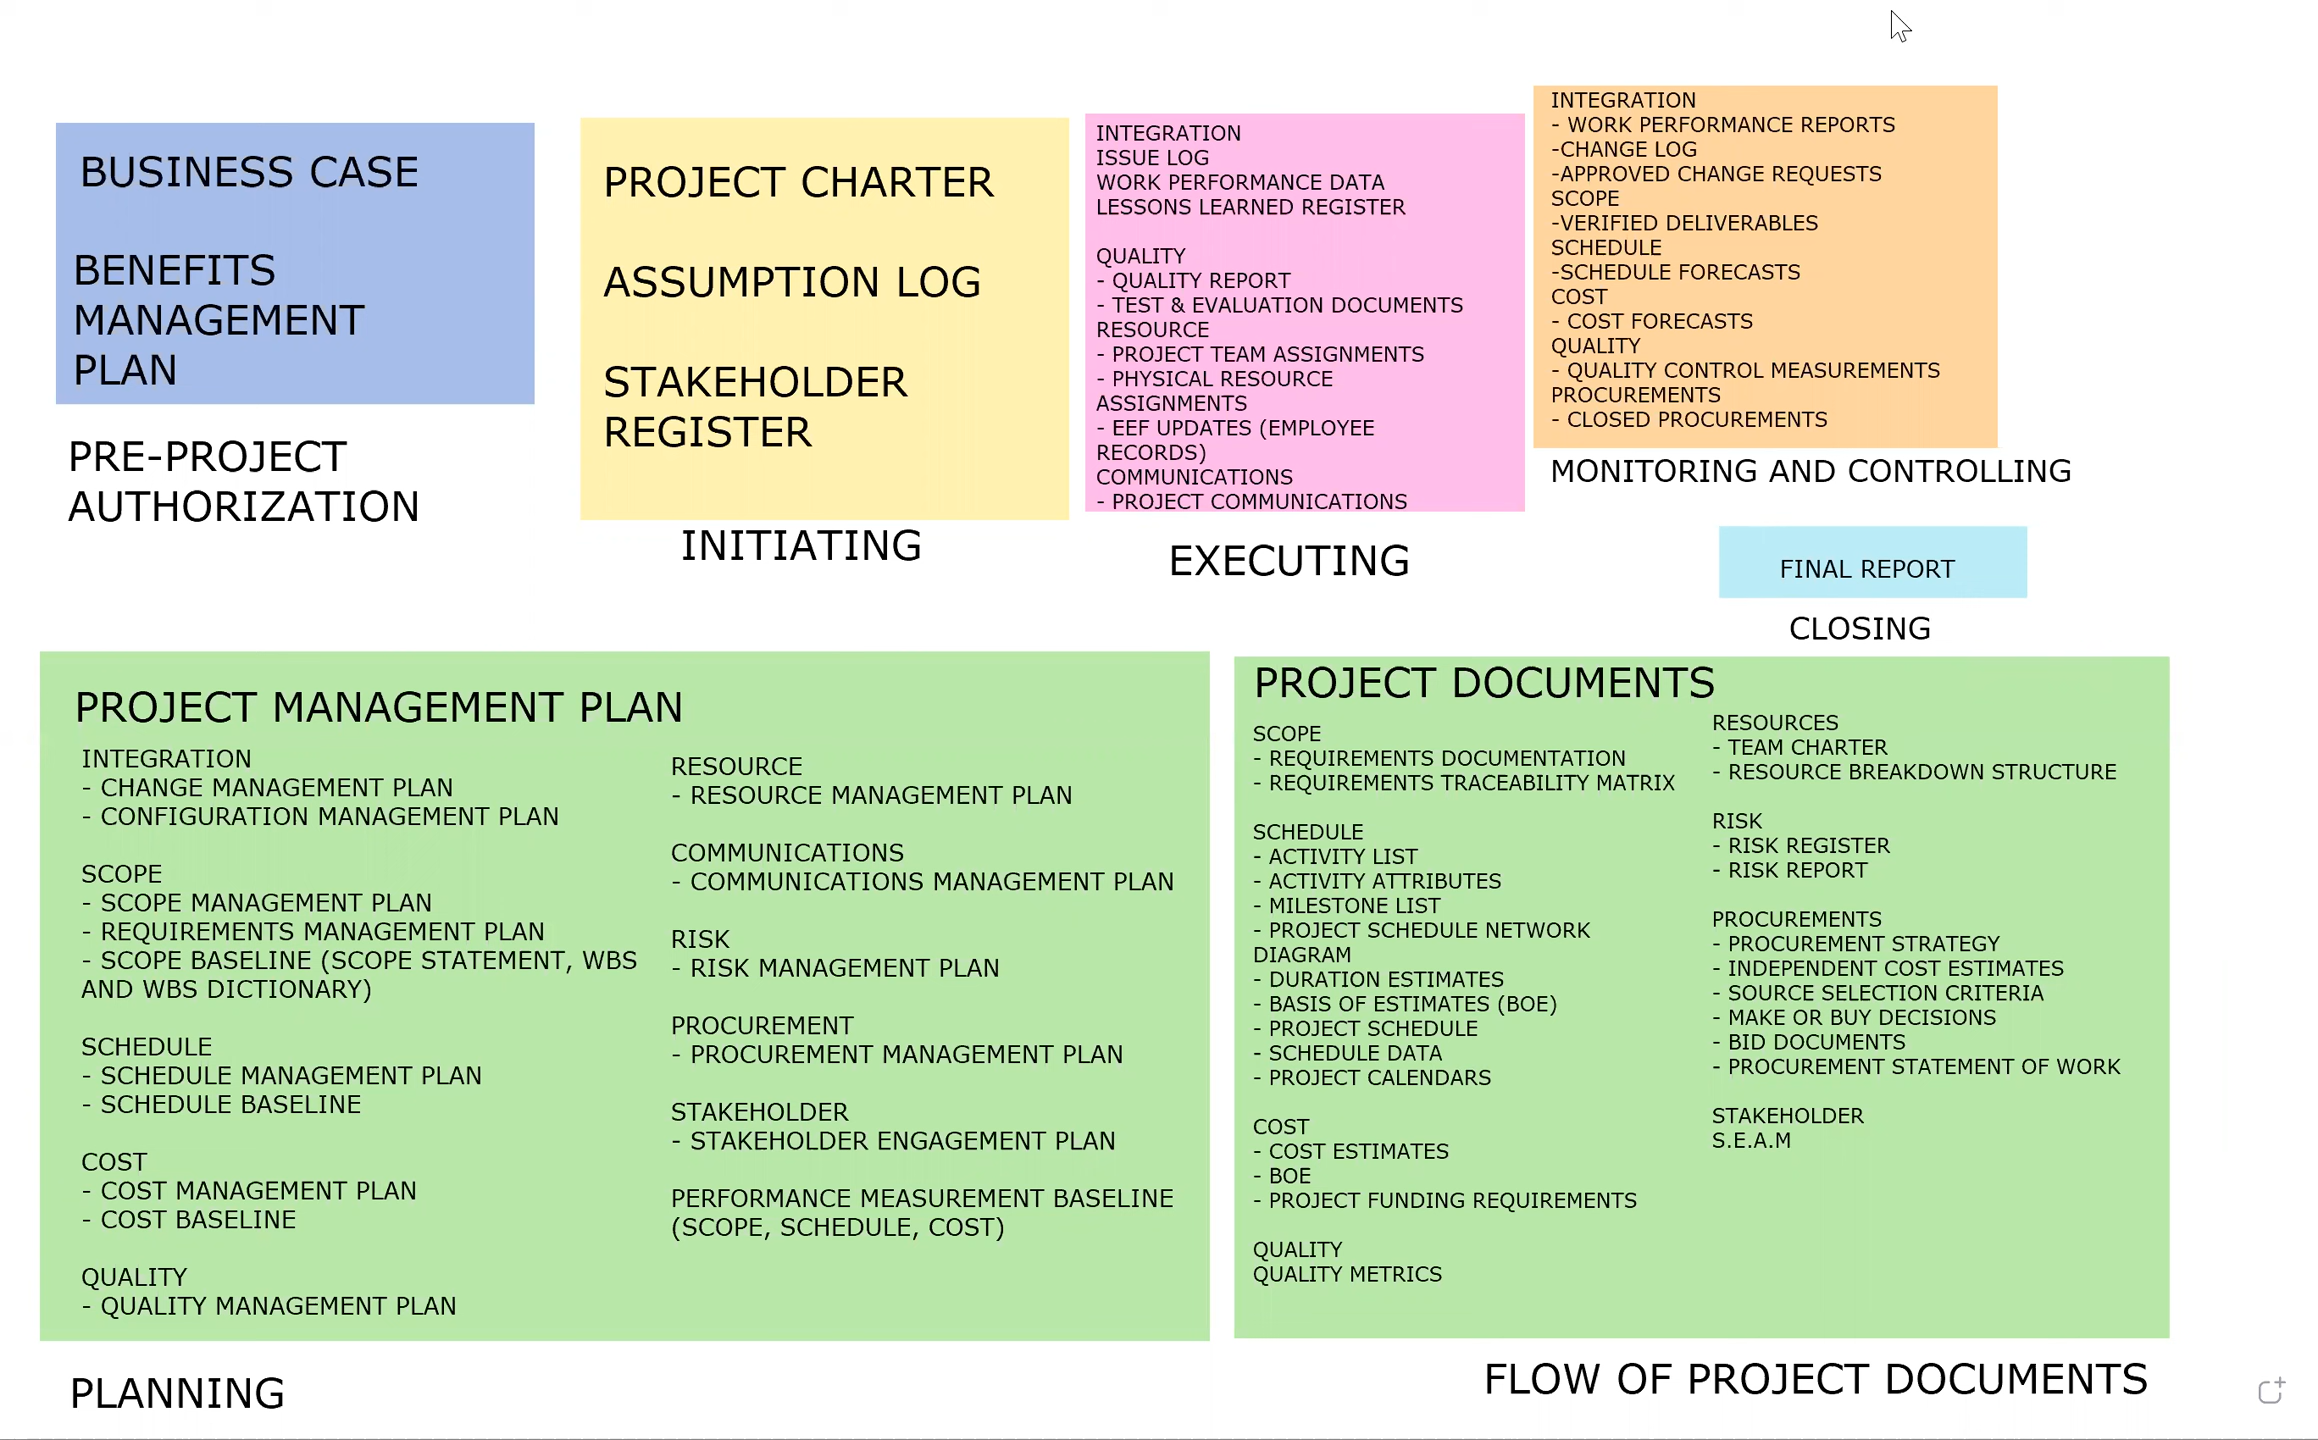 BUSINESS CASE
BENEFITS
MANAGEMENT
PLAN
PRE-PROJECT
AUTHORIZATION
PROJECT CHARTER
ASSUMPTION LOG
STAKEHOLDER
REGISTER
INITIATING
INTEGRATION
ISSUE LOG
WORK PERFORMANCE DATA
LESSONS LEARNED REGISTER
QUALITY
- QUALITY REPORT
- TEST & EVALUATION DOCUMENTS
RESOURCE
- PROJECT TEAM ASSIGNMENTS
- PHYSICAL RESOURCE
ASSIGNMENTS
- EEF UPDATES (EMPLOYEE
RECORDS)
COMMUNICATIONS
- PROJECT COMMUNICATIONS
EXECUTING
INTEGRATION
- WORK PERFORMANCE REPORTS
-CHANGE LOG
-APPROVED CHANGE REQUESTS
SCOPE
-VERIFIED DELIVERABLES
SCHEDULE
-SCHEDULE FORECASTS
COST
- COST FORECASTS
QUALITY
- QUALITY CONTROL MEASUREMENTS
PROCUREMENTS
- CLOSED PROCUREMENTS
MONITORING AND CONTROLLING
FINAL REPORT
CLOSING
PROJECT MANAGEMENT PLAN
INTEGRATION
- CHANGE MANAGEMENT PLAN
- CONFIGURATION MANAGEMENT PLAN
SCOPE
- SCOPE MANAGEMENT PLAN
- REQUIREMENTS MANAGEMENT PLAN
- SCOPE BASELINE (SCOPE STATEMENT, WBS
AND WBS DICTIONARY)
SCHEDULE
- SCHEDULE MANAGEMENT PLAN
- SCHEDULE BASELINE
COST
- COST MANAGEMENT PLAN
- COST BASELINE
QUALITY
- QUALITY MANAGEMENT PLAN
RESOURCE
- RESOURCE MANAGEMENT PLAN
COMMUNICATIONS
- COMMUNICATIONS MANAGEMENT PLAN
RISK
- RISK MANAGEMENT PLAN
PROCUREMENT
- PROCUREMENT MANAGEMENT PLAN
STAKEHOLDER
- STAKEHOLDER ENGAGEMENT PLAN
PERFORMANCE MEASUREMENT BASELINE
(SCOPE, SCHEDULE, COST)
PLANNING
PROJECT DOCUMENTS
SCOPE
- REQUIREMENTS DOCUMENTATION
- REQUIREMENTS TRACEABILITY MATRIX
SCHEDULE
- ACTIVITY LIST
- ACTIVITY ATTRIBUTES
- MILESTONE LIST
- PROJECT SCHEDULE NETWORK
DIAGRAM
- DURATION ESTIMATES
- BASIS OF ESTIMATES (BOE)
- PROJECT SCHEDULE
- SCHEDULE DATA
- PROJECT CALENDARS
COST
- COST ESTIMATES
- BOE
- PROJECT FUNDING REQUIREMENTS
QUALITY
QUALITY METRICS
RESOURCES
- TEAM CHARTER
- RESOURCE BREAKDOWN STRUCTURE
RISK
- RISK REGISTER
- RISK REPORT
PROCUREMENTS
- PROCUREMENT STRATEGY
- INDEPENDENT COST ESTIMATES
- SOURCE SELECTION CRITERIA
- MAKE OR BUY DECISIONS
- BID DOCUMENTS
- PROCUREMENT STATEMENT OF WORK
STAKEHOLDER
S.E.A.M
FLOW OF PROJECT DOCUMENTS